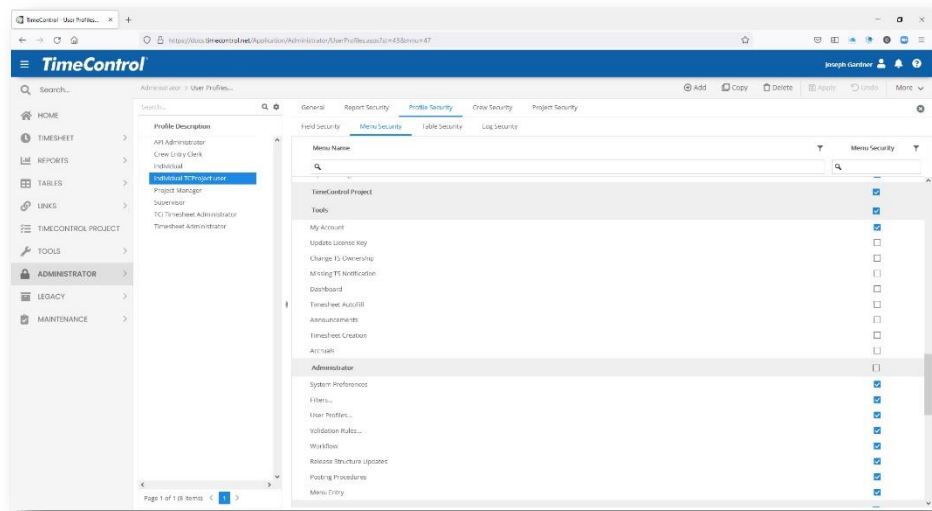 TimeControl - User Profiles...
https://docs.timecontrol.net/Application/Administrator/UserProfiles.aspx?st=45&mnu=47
TimeControl
Joseph Gardner
Search...
Administrator > User Profiles...
Add Copy Delete Apply Undo More
HOME
TIMESHEET
REPORTS
TABLES
LINKS
TIMECONTROL PROJECT
TOOLS
ADMINISTRATOR
LEGACY
MAINTENANCE
Search...
Profile Description
API Administrator
Crew Entry Clerk
Individual
Individual TCProject user
Project Manager
Supervisor
TCI Timesheet Administrator
Timesheet Administrator
Page 1 of 1 (8 items) < 1 >
General Report Security Profile Security Crew Security Project Security
Field Security Menu Security Table Security Log Security
Menu Name Menu Security
TimeControl Project
Tools
My Account
Update License Key
Change TS Ownership
Missing TS Notification
Dashboard
Timesheet Autofill
Announcements
Timesheet Creation
Accruals
Administrator
System Preferences
Filters...
User Profiles...
Validation Rules...
Workflow
Release Structure Updates
Posting Procedures
Menu Entry